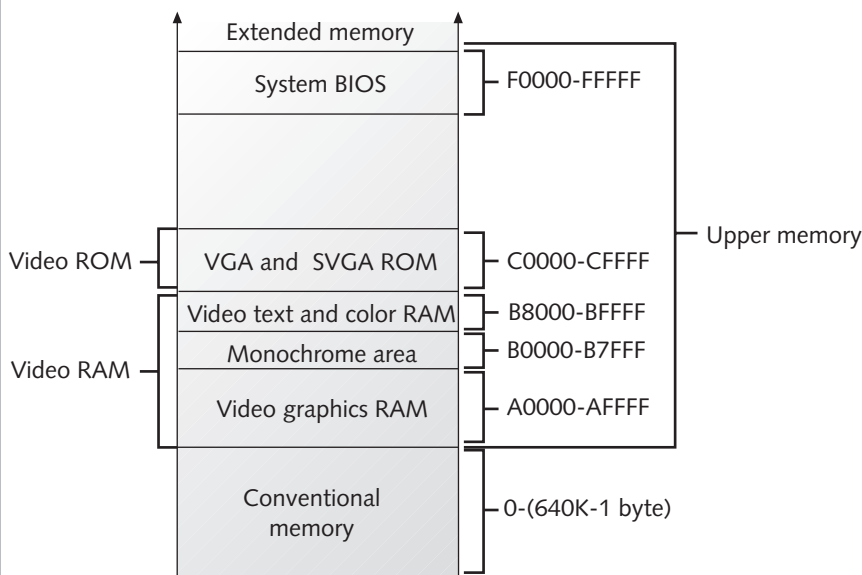 Extended memory
System BIOS
F0000-FFFFF
Upper memory
Video ROM
VGA and SVGA ROM
C0000-CFFFF
Video text and color RAM
B8000-BFFFF
Monochrome area
B0000-B7FFF
Video RAM
Video graphics RAM
A0000-AFFFF
Conventional
memory
0-(640K-1 byte)